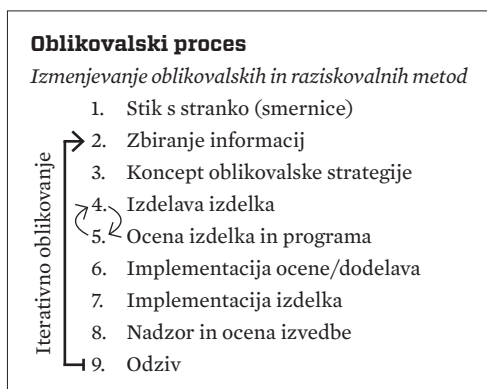 Oblikovalski proces
Izmenjevanje oblikovalskih in raziskovalnih metod
1. Stik s stranko (smernice)
2. Zbiranje informacij
3. Koncept oblikovalske strategije
4. Izdelava izdelka
5. Ocena izdelka in programa
6. Implementacija ocene/dodelava
7. Implementacija izdelka
8. Nadzor in ocena izvedbe
9. Odziv
Iterativno oblikovanje